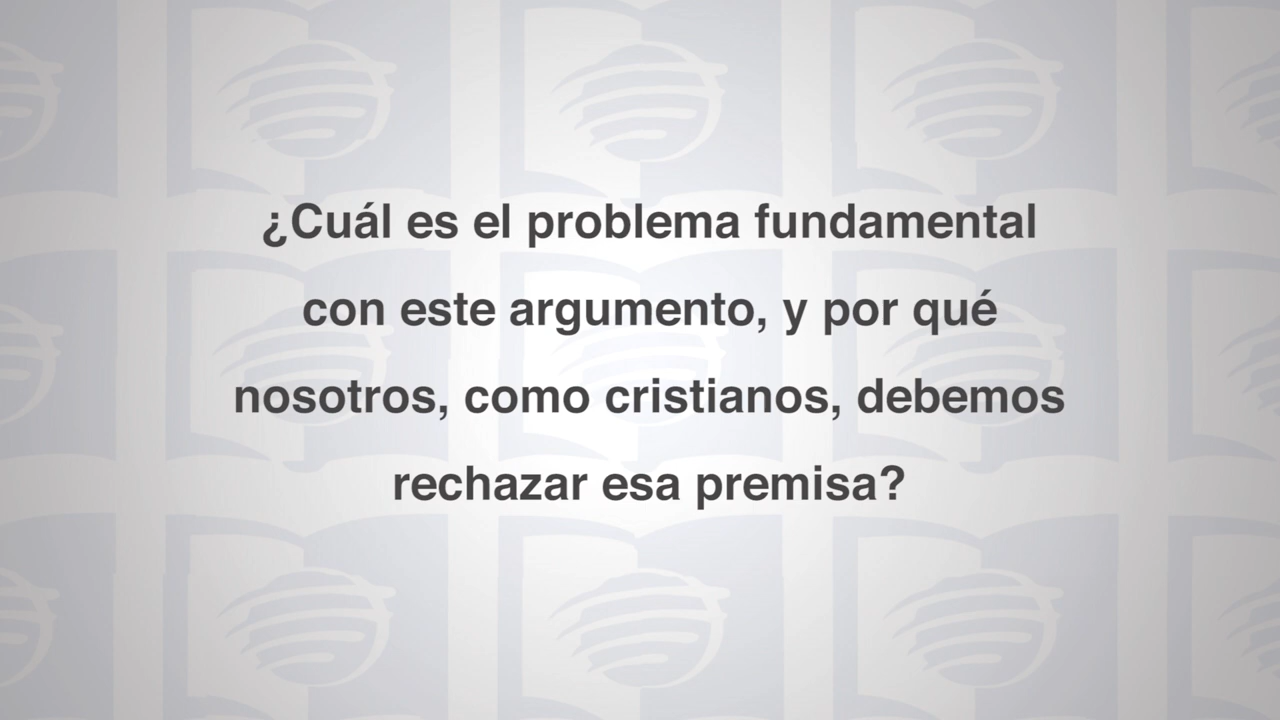 ¿Cuál es el problema fundamental
con este argumento, y por qué
nosotros, como cristianos, debemos
rechazar esa premisa?